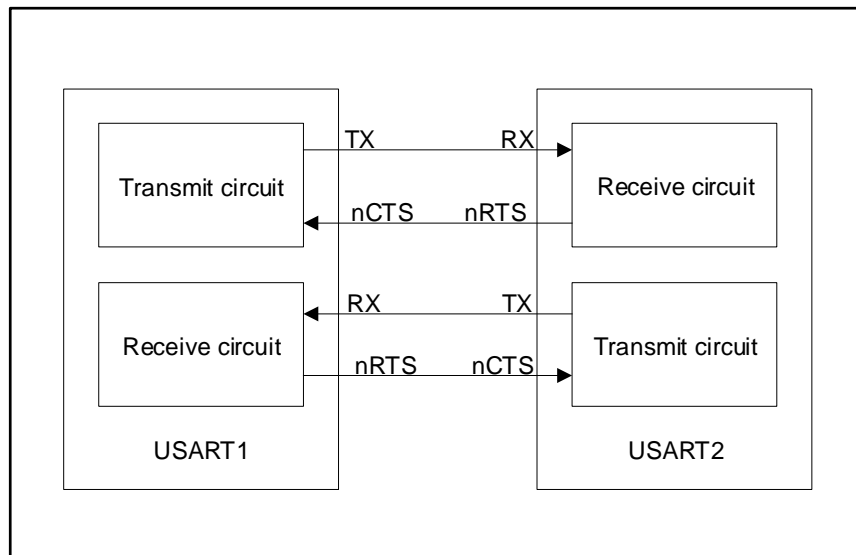 TX RX
Transmit circuit Receive circuit
nCTS nRTS
RX TX
Receive circuit Transmit circuit
nRTS nCTS
USART1 USART2